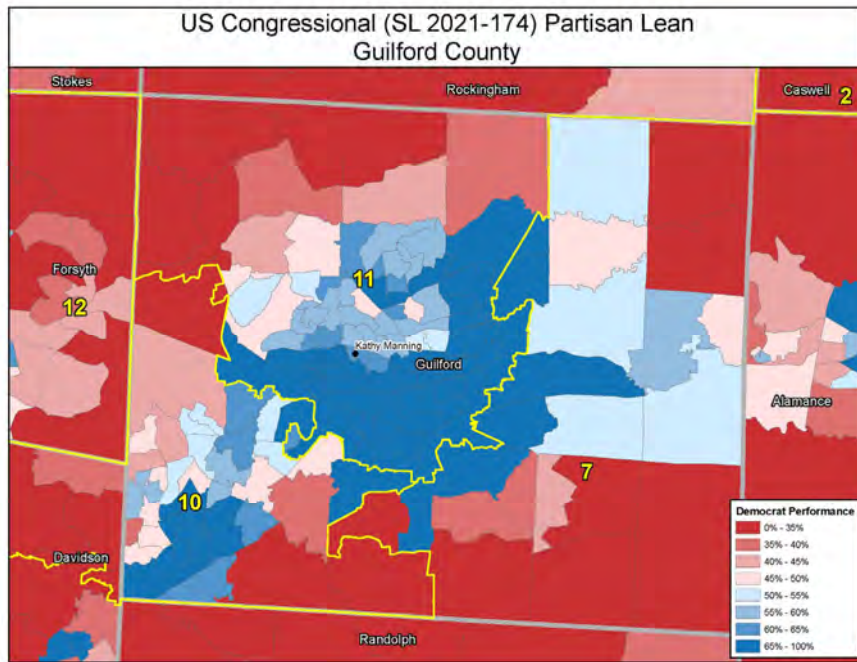 US Congressional (SL 2021-174) Partisan Lean
Guilford County
Stokes
Rockingham
Caswell
2
Forsyth
12
11
Kathy Manning
Guilford
Alamance
7
10
Davidson
Randolph
Democrat Performance
0% - 35%
35% - 40%
40% - 45%
45% - 50%
50% - 55%
55% - 60%
60% - 65%
65% - 100%